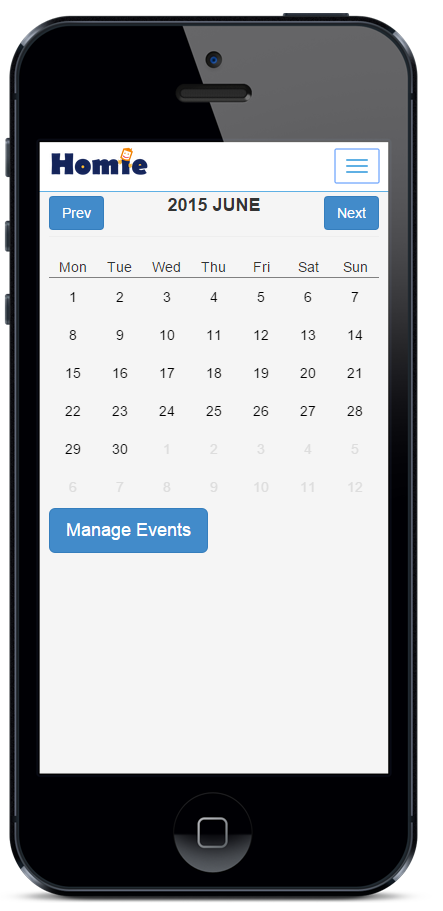 Homie
Prev 2015 JUNE Next
Mon Tue Wed Thu Fri Sat Sun
1 2 3 4 5 6 7
8 9 10 11 12 13 14
15 16 17 18 19 20 21
22 23 24 25 26 27 28
29 30 1 2 3 4 5
6 7 8 9 10 11 12
Manage Events